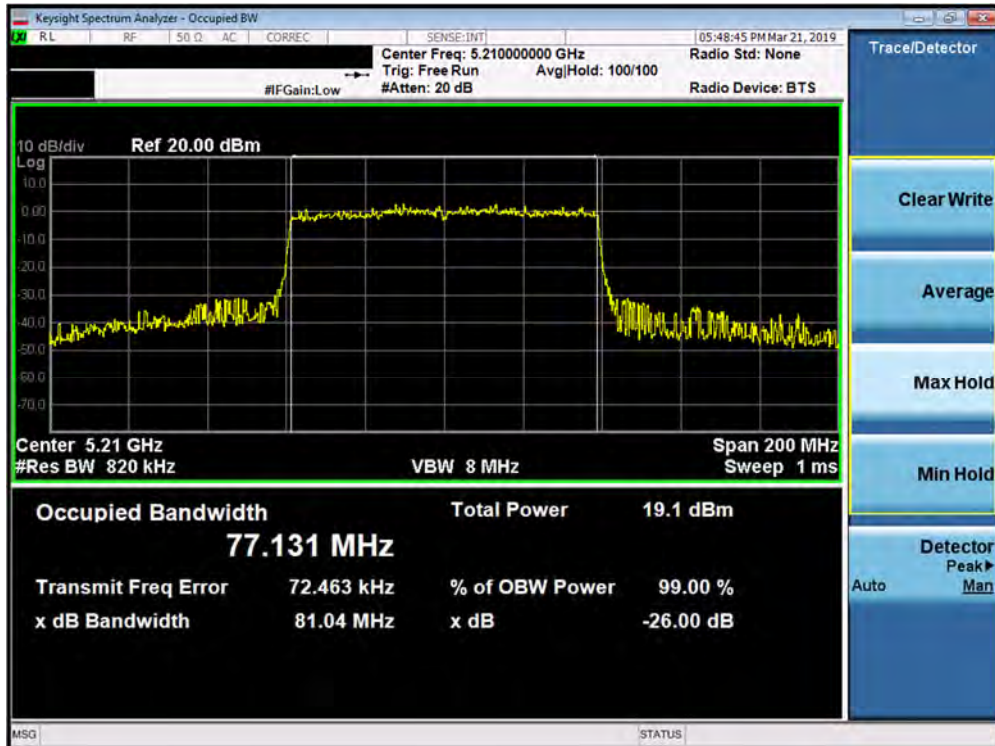 Keysight Spectrum Analyzer - Occupied BW
LXI RL RF 50 Ω AC CORREC SENSE:INT 05:48:45 PM Mar 21, 2019
Center Freq: 5.210000000 GHz Radio Std: None
Trig: Free Run Avg|Hold: 100/100
#IFGain:Low #Atten: 20 dB Radio Device: BTS
Trace/Detector
10 dB/div Ref 20.00 dBm
Log
10.0
0.00
-10.0
-20.0
-30.0
-40.0
-50.0
-60.0
-70.0
Center 5.21 GHz Span 200 MHz
#Res BW 820 kHz VBW 8 MHz Sweep 1 ms
Occupied Bandwidth Total Power 19.1 dBm
77.131 MHz
Transmit Freq Error 72.463 kHz % of OBW Power 99.00 %
x dB Bandwidth 81.04 MHz x dB -26.00 dB
Clear Write
Average
Max Hold
Min Hold
Detector
Peak▶
Auto Man
MSG STATUS